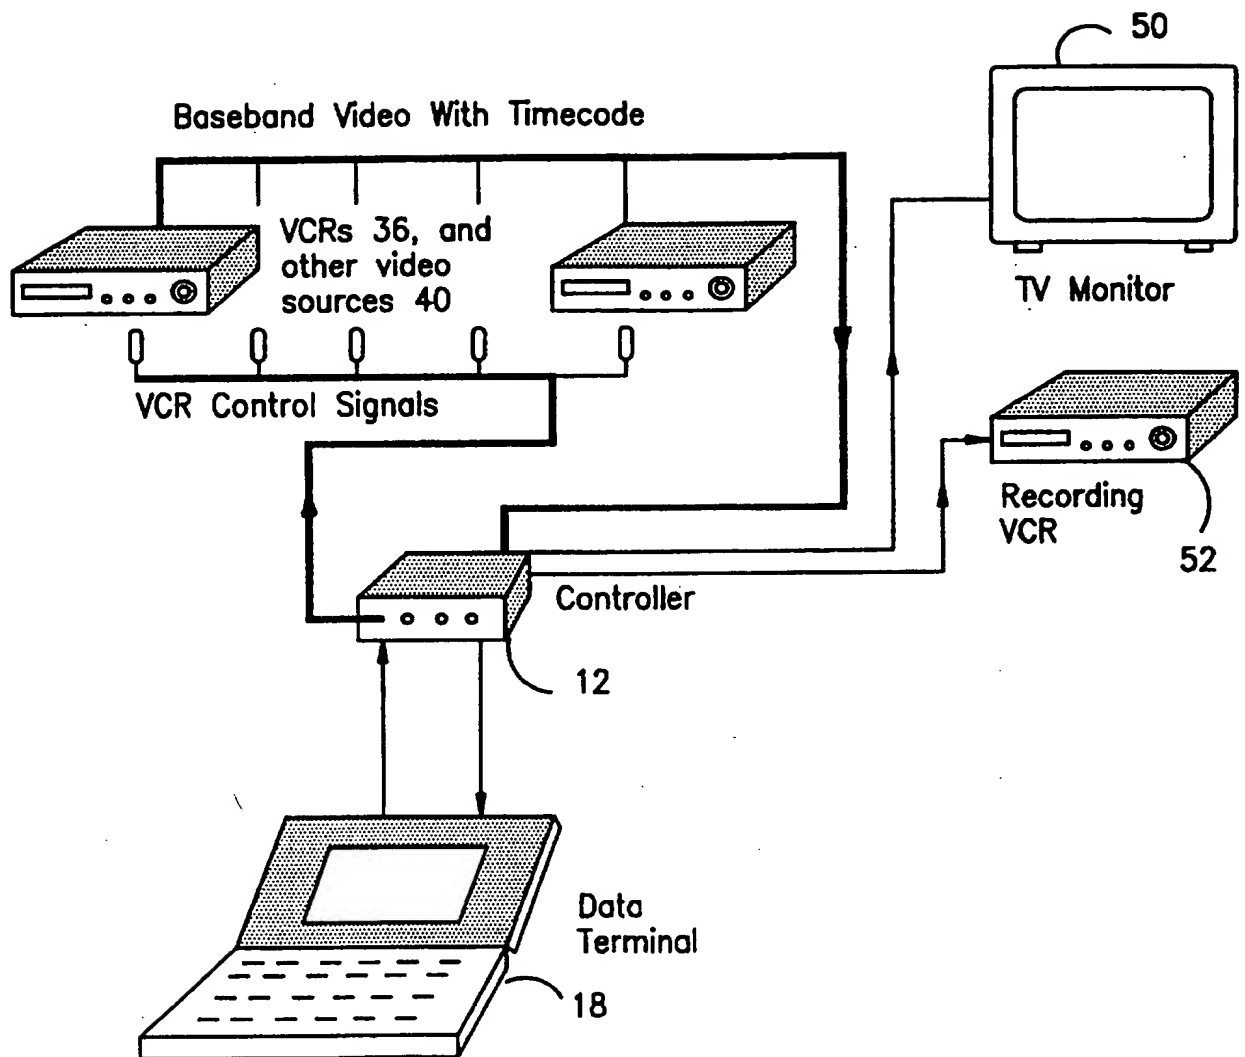 50
Baseband Video With Timecode
VCRs 36, and
other video
sources 40
TV Monitor
VCR Control Signals
Recording
VCR
52
Controller
12
Data
Terminal
18